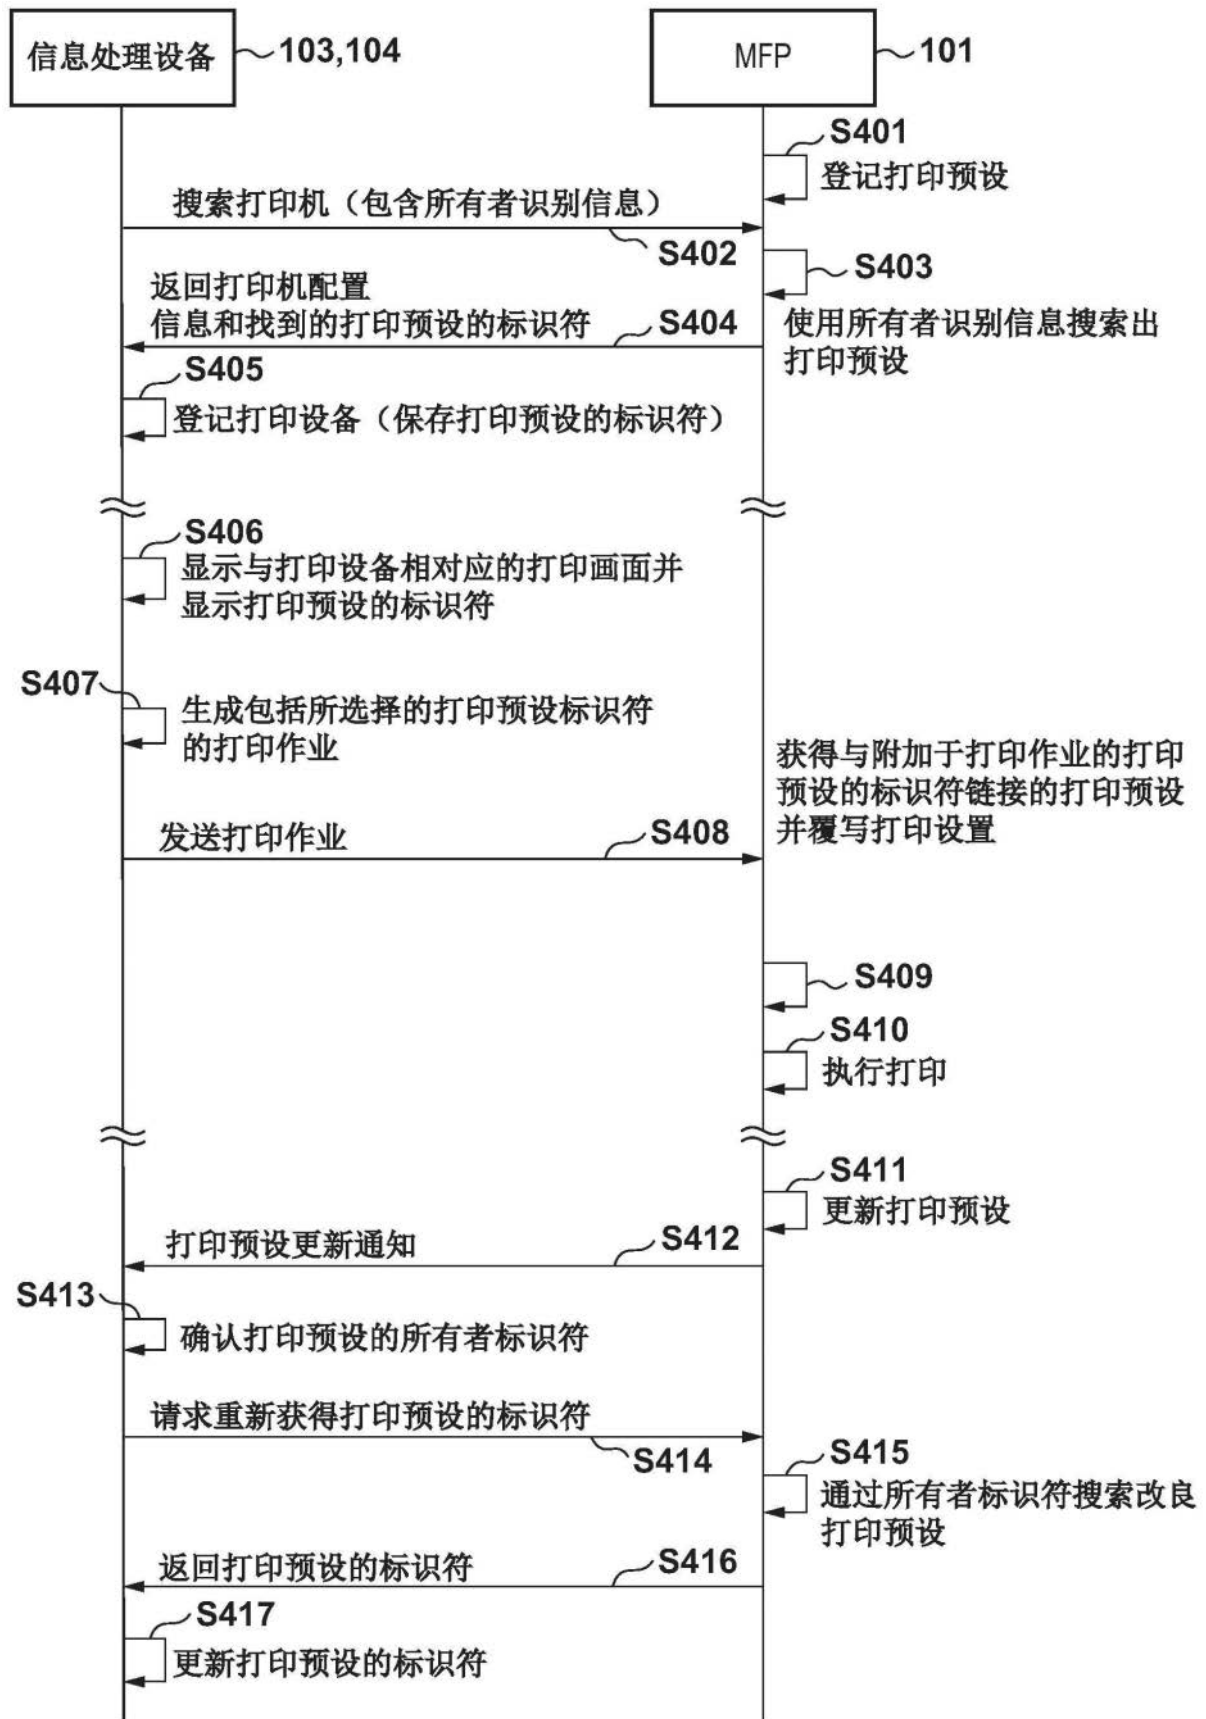 信息处理设备
103,104
MFP
101
S401
登记打印预设
搜索打印机（包含所有者识别信息）
S402
S403
使用所有者识别信息搜索出
打印预设
返回打印机配置
信息和找到的打印预设的标识符
S404
S405
登记打印设备（保存打印预设的标识符）
S406
显示与打印设备相对应的打印画面并
显示打印预设的标识符
S407
生成包括所选择的打印预设标识符
的打印作业
获得与附加于打印作业的打印
预设的标识符链接的打印预设
并覆写打印设置
发送打印作业
S408
S409
S410
执行打印
S411
更新打印预设
打印预设更新通知
S412
S413
确认打印预设的所有者标识符
请求重新获得打印预设的标识符
S414
S415
通过所有者标识符搜索改良
打印预设
返回打印预设的标识符
S416
S417
更新打印预设的标识符